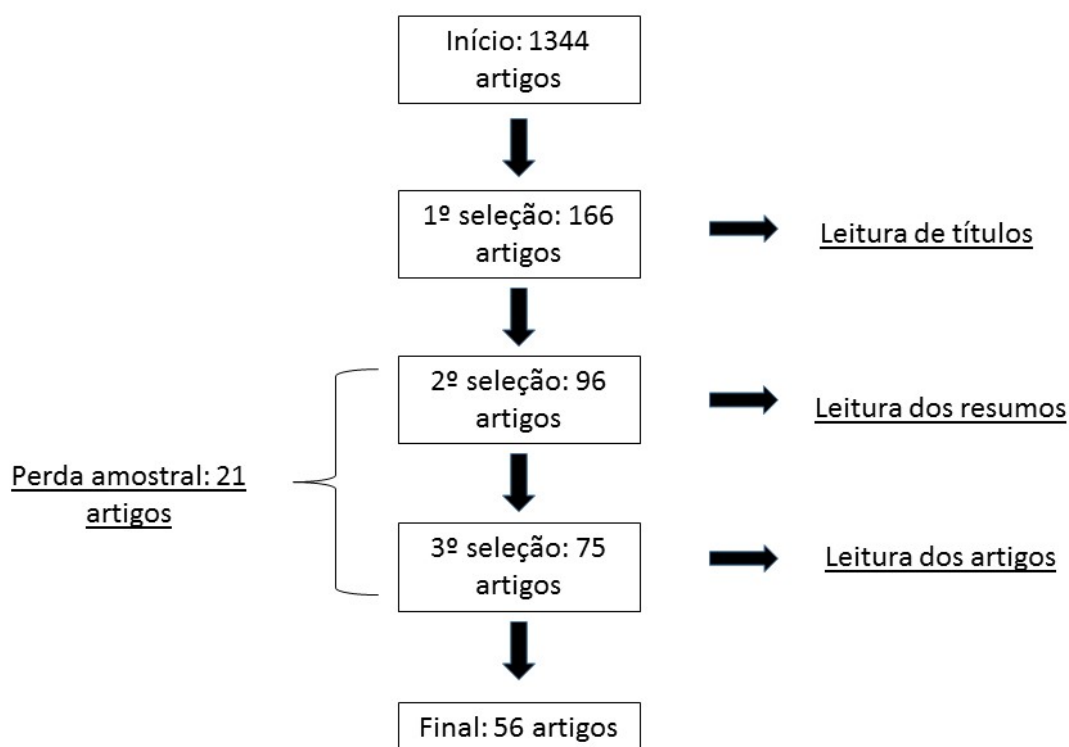 Início: 1344
artigos
1º seleção: 166
artigos
Leitura de títulos
2º seleção: 96
artigos
Leitura dos resumos
Perda amostral: 21
artigos
3º seleção: 75
artigos
Leitura dos artigos
Final: 56 artigos